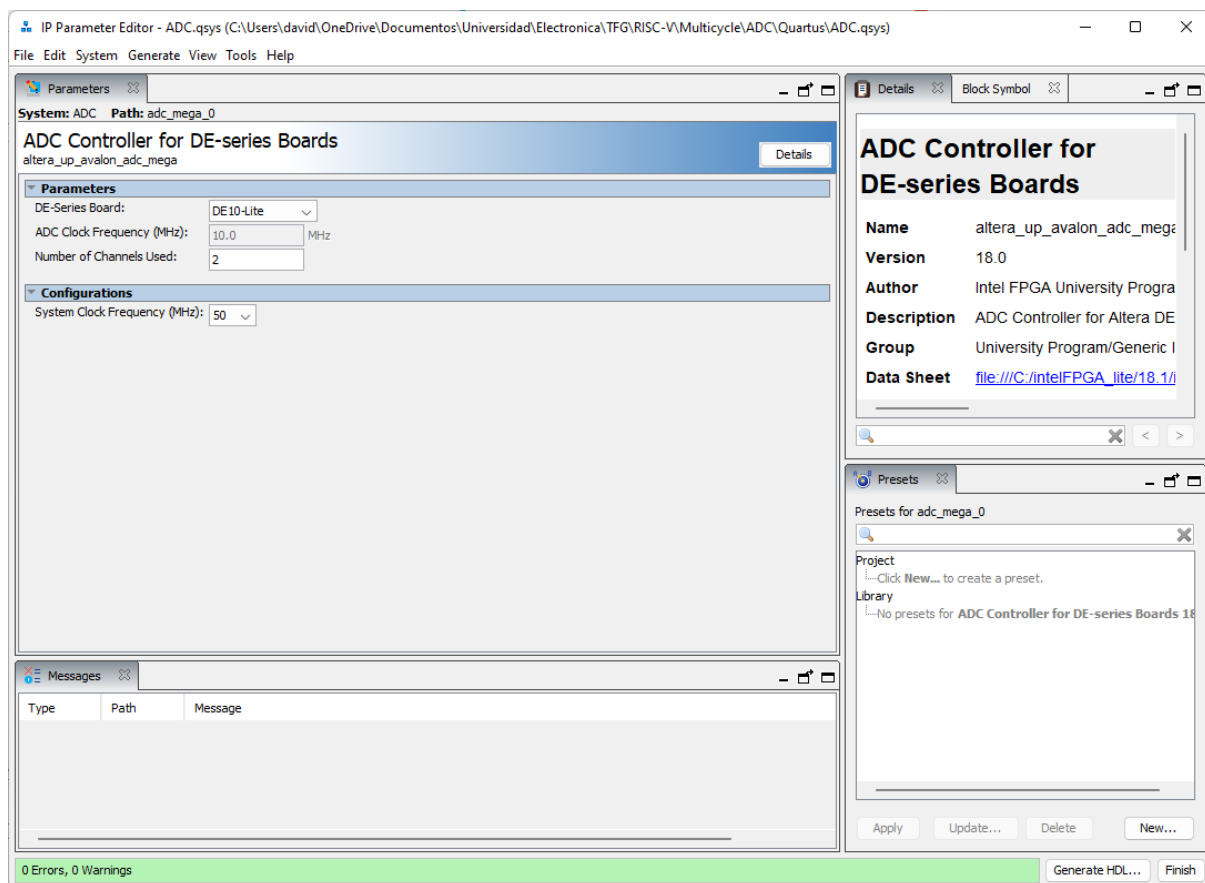 IP Parameter Editor - ADC.qsys (C:\Users\david\OneDrive\Documentos\Universidad\Electronica\TFG\RISC-V\Multicycle\ADC\Quartus\ADC.qsys)
File Edit System Generate View Tools Help
Parameters
System: ADC Path: adc_mega_0
ADC Controller for DE-series Boards
altera_up_avalon_adc_mega
Details
Parameters
DE-Series Board: DE10-Lite
ADC Clock Frequency (MHz): 10.0 MHz
Number of Channels Used: 2
Configurations
System Clock Frequency (MHz): 50
Messages
Type Path Message
0 Errors, 0 Warnings
Details Block Symbol
ADC Controller for
DE-series Boards
Name altera_up_avalon_adc_mega
Version 18.0
Author Intel FPGA University Progra
Description ADC Controller for Altera DE
Group University Program/Generic I
Data Sheet file:///C:/intelFPGA_lite/18.1/i
< >
Presets
Presets for adc_mega_0
Project
Click New... to create a preset.
Library
No presets for ADC Controller for DE-series Boards 18
Apply Update... Delete New...
Generate HDL... Finish